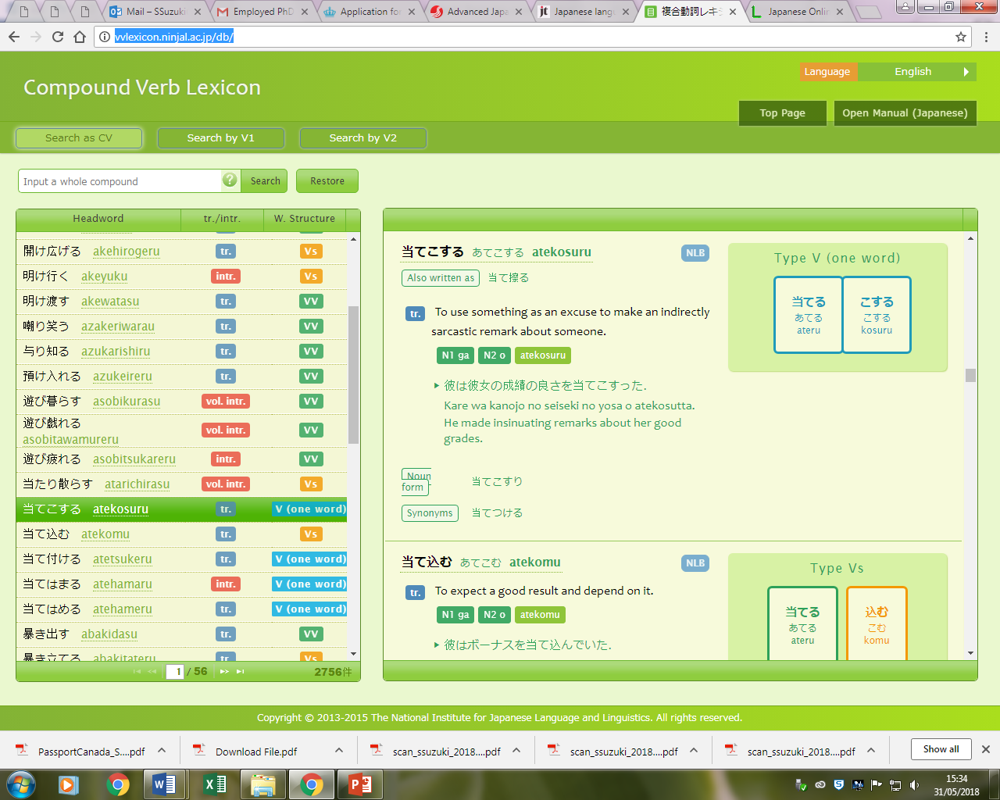 Mail – SSuzuki
Employed PhD
Application for
Advanced Japa
Japanese langu
複合動詞レキシ
Japanese Onlin
vvlexicon.ninjal.ac.jp/db/
Compound Verb Lexicon
Language English
Top Page Open Manual (Japanese)
Search as CV Search by V1 Search by V2
Input a whole compound ? Search Restore
Headword tr./intr. W. Structure
開け広げる akehirogeru tr. Vs
明け行く akeyuku intr. Vs
明け渡す akewatasu tr. VV
嘲り笑う azakeriwarau tr. VV
与り知る azukarishiru tr. VV
預け入れる azukeireru tr. VV
遊び暮らす asobikurasu vol. intr. VV
遊び戯れる
asobitawamureru vol. intr. VV
遊び疲れる asobitsukareru intr. VV
当たり散らす atarichirasu vol. intr. Vs
当てこする atekosuru tr. V (one word)
当て込む atekomu tr. Vs
当て付ける atetsukeru tr. V (one word)
当てはまる atehamaru intr. V (one word)
当てはめる atehameru tr. V (one word)
暴き出す abakidasu tr. VV
暴き立てる abakitateru tr. Vs
1 / 56 2756件
当てこする あてこする atekosuru NLB
Also written as 当て擦る
tr. To use something as an excuse to make an indirectly
sarcastic remark about someone.
N1 ga N2 o atekosuru
彼は彼女の成績の良さを当てこすった.
Kare wa kanojo no seiseki no yosa o atekosutta.
He made insinuating remarks about her good
grades.
Noun
form 当てこすり
Synonyms 当てつける
Type V (one word)
当てる こする
あてる こする
ateru kosuru
当て込む あてこむ atekomu NLB
tr. To expect a good result and depend on it.
N1 ga N2 o atekomu
彼はボーナスを当て込んでいた.
Type Vs
当てる 込む
あてる こむ
ateru komu
Copyright © 2013-2015 The National Institute for Japanese Language and Linguistics. All rights reserved.
PassportCanada_S....pdf
Download File.pdf
scan_ssuzuki_2018....pdf
scan_ssuzuki_2018....pdf
scan_ssuzuki_2018....pdf
Show all
15:34
31/05/2018